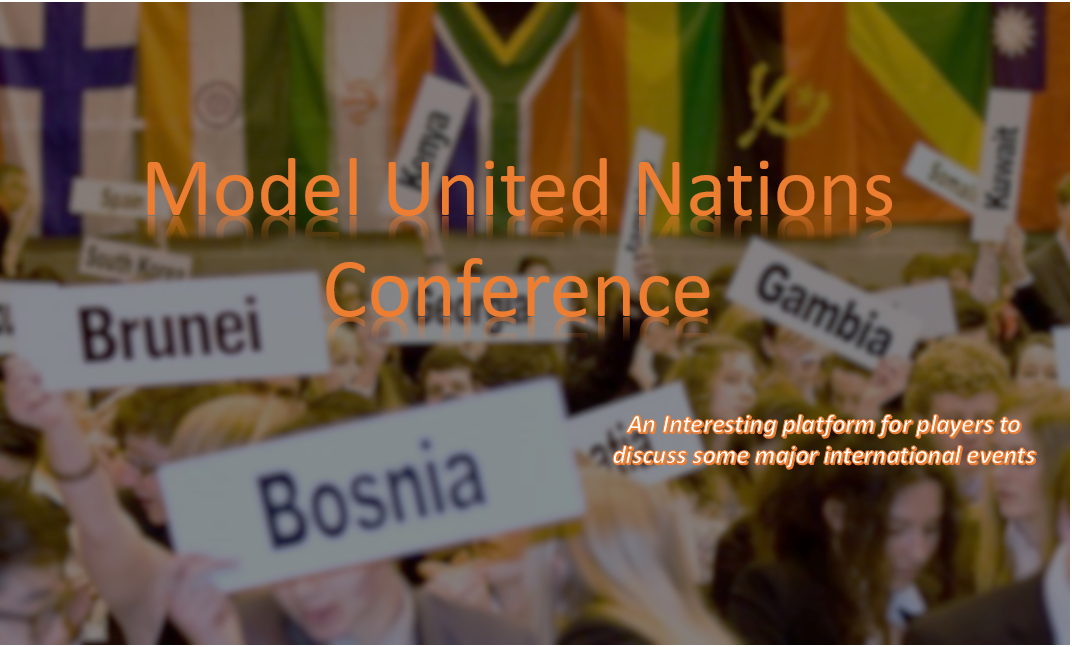 Kenya
Kuwait
Model United Nations
South Korea
Conference
Gambia
Brunei
An Interesting platform for players to
discuss some major international events
Bosnia